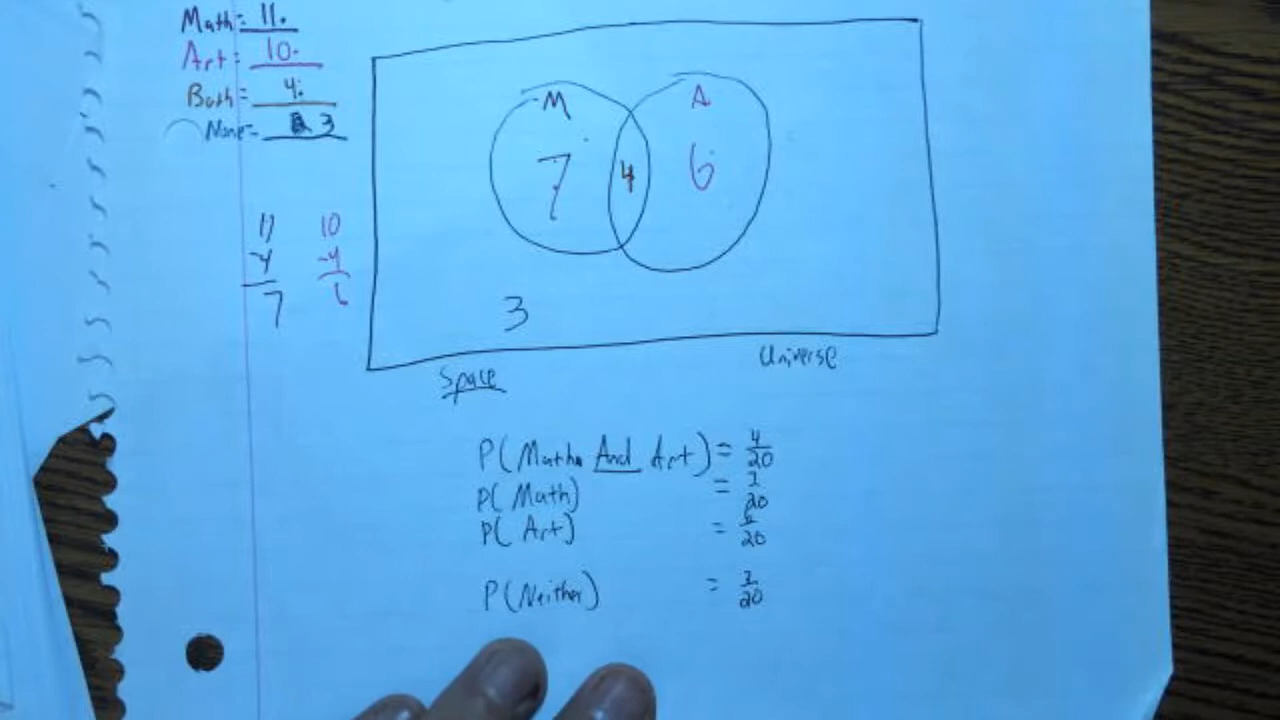 Math= 11.
Art= 10.
Both= 4.
None= 3
11
-4
7
10
-4
6
M
A
7
4
6
3
Space
Universe
P(Math And Art) = 4/20
P(Math) = 7/20
P(Art) = 6/20
P(Neither) = 3/20